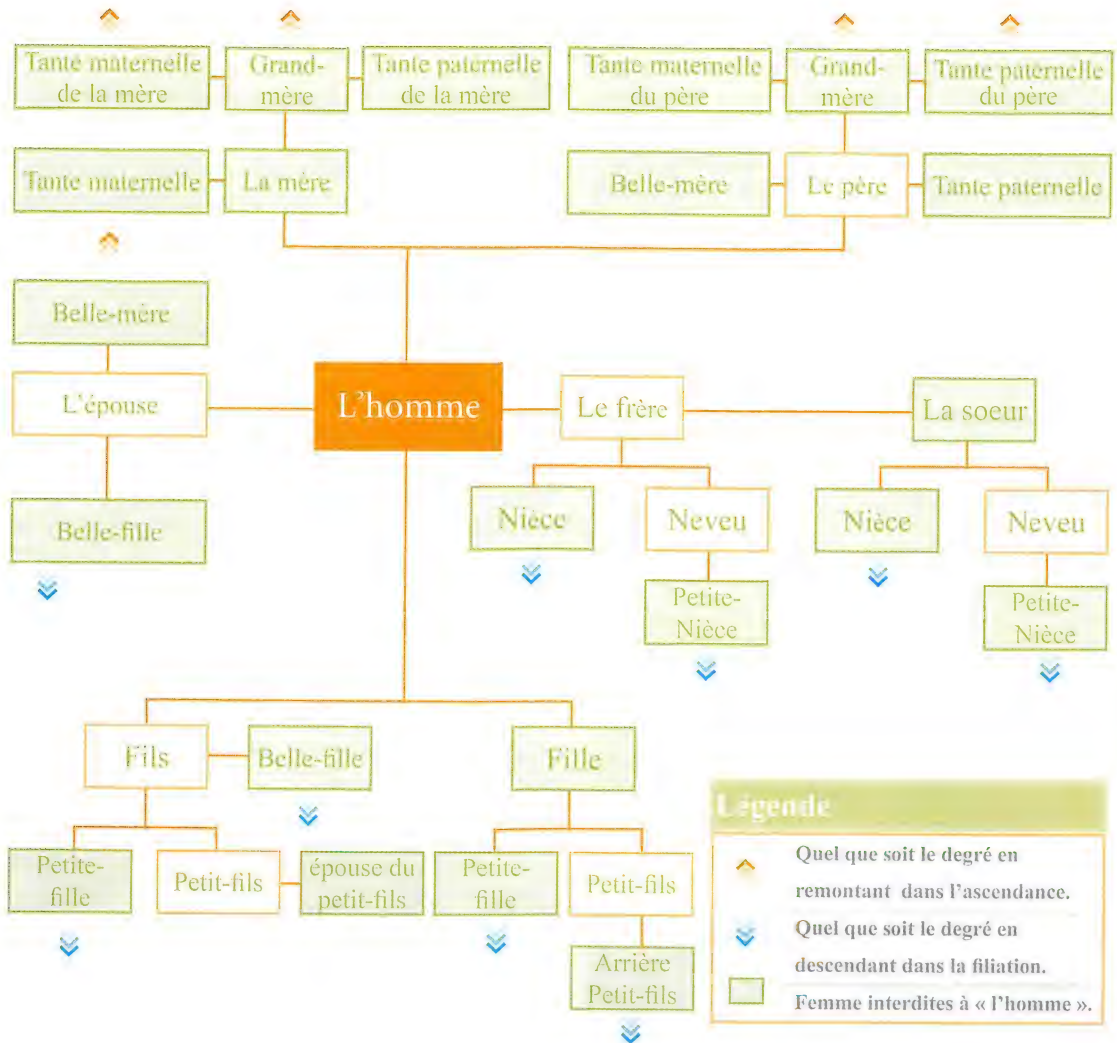 Tante maternelle
de la mère
Grand-
mère
Tante paternelle
de la mère
Tante maternelle
du père
Grand-
mère
Tante paternelle
du père
Tante maternelle
La mère
Belle-mère
Le père
Tante paternelle
Belle-mère
L'épouse
L'homme
Le frère
La soeur
Belle-fille
Nièce
Neveu
Nièce
Neveu
Petite-
Nièce
Petite-
Nièce
Fils
Belle-fille
Fille
Petite-
fille
Petit-fils
épouse du
petit-fils
Petite-
fille
Petit-fils
Arrière
Petit-fils
Légende
Quel que soit le degré en
remontant dans l'ascendance.
Quel que soit le degré en
descendant dans la filiation.
Femme interdites à « l'homme ».